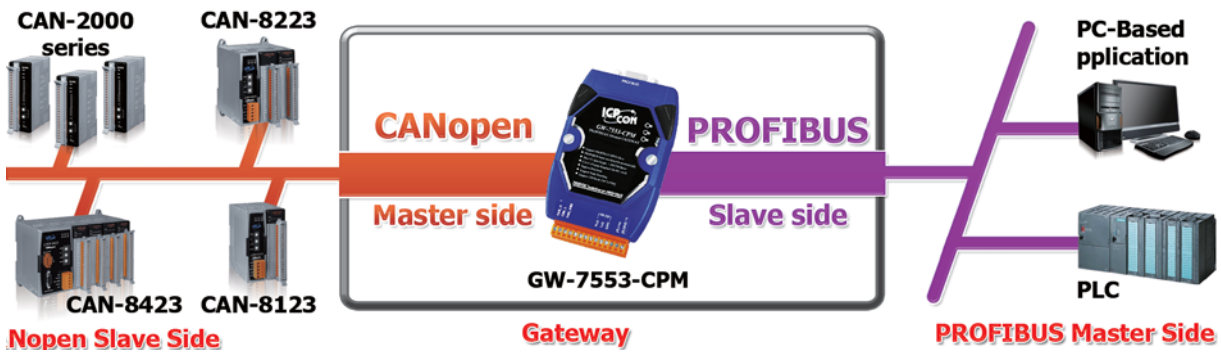 CAN-2000
series
CAN-8223
PC-Based
pplication
CANopen
Master side
ICP CON
GW-7553-CPM
PROFIBUS
Slave side
GW-7553-CPM
CAN-8423
CAN-8123
PLC
Nopen Slave Side
Gateway
PROFIBUS Master Side